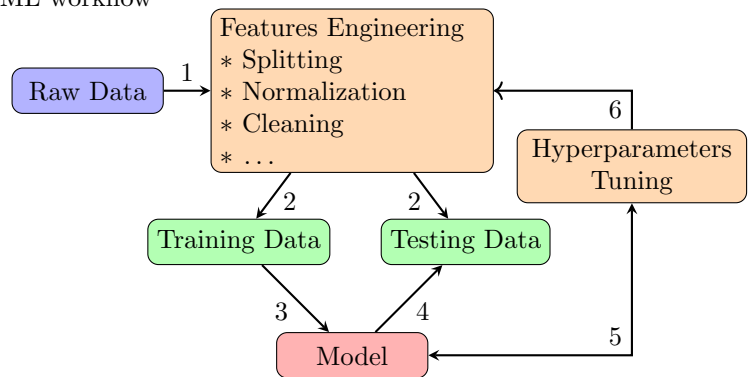 ML workflow
Features Engineering
∗ Splitting
∗ Normalization
∗ Cleaning
∗ ...
Raw Data
1
6
Hyperparameters
Tuning
2
2
Training Data
Testing Data
3
4
5
Model